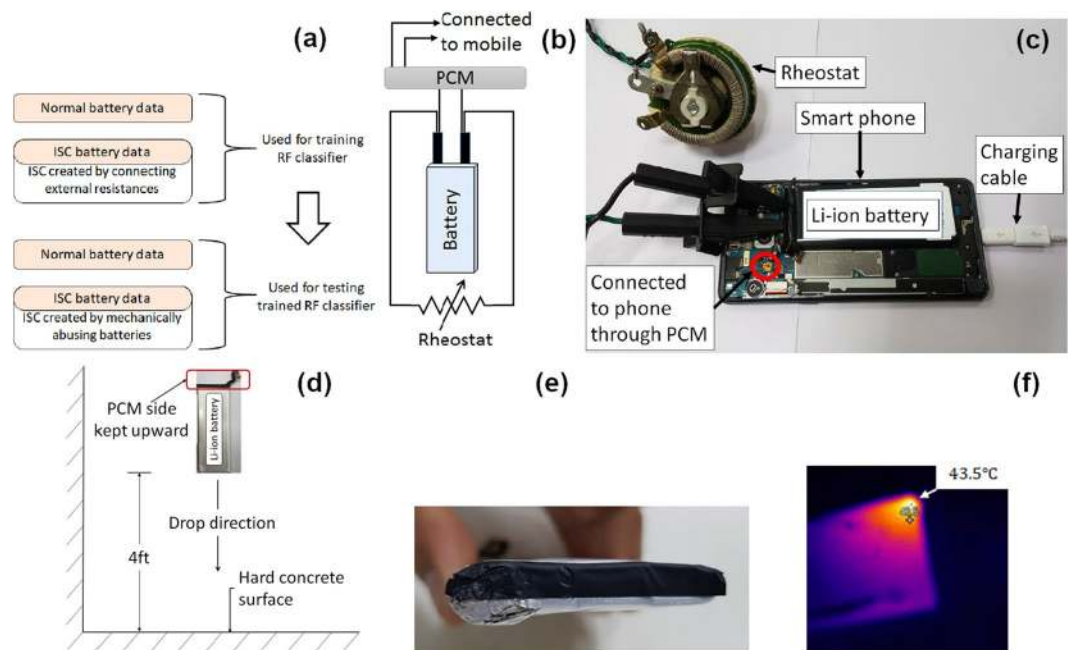 (a)
Normal battery data
ISC battery data
ISC created by connecting
external resistances
Used for training
RF classifier
Normal battery data
ISC battery data
ISC created by mechanically
abusing batteries
Used for testing
trained RF classifier
(b)
Connected
to mobile
PCM
Battery
Rheostat
(c)
Rheostat
Smart phone
Charging
cable
Li-ion battery
Connected
to phone
through PCM
(d)
PCM side
kept upward
Li-ion battery
Drop direction
4ft
Hard concrete
surface
(e)
(f)
43.5°C